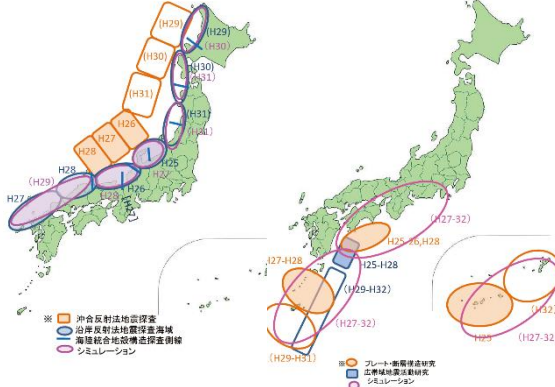 (H29)
(H30)
(H30)
(H30)
(H31)
(H31)
(H31)
(H31)
H26
H27
H28
H25
H27
H28
(H29)
H27
H26
(H27)
※ 沖合反射法地震探査
沿岸反射法地震探査海域
海陸統合地殻構造探査測線
シミュレーション
(H27-32)
H25-26,H28
H25-H28
H27-H28
(H29-H32)
(H27-32)
(H29-H31)
(H32)
H29
(H27-32)
※ プレート・断層構造研究
広帯域地震活動研究
シミュレーション